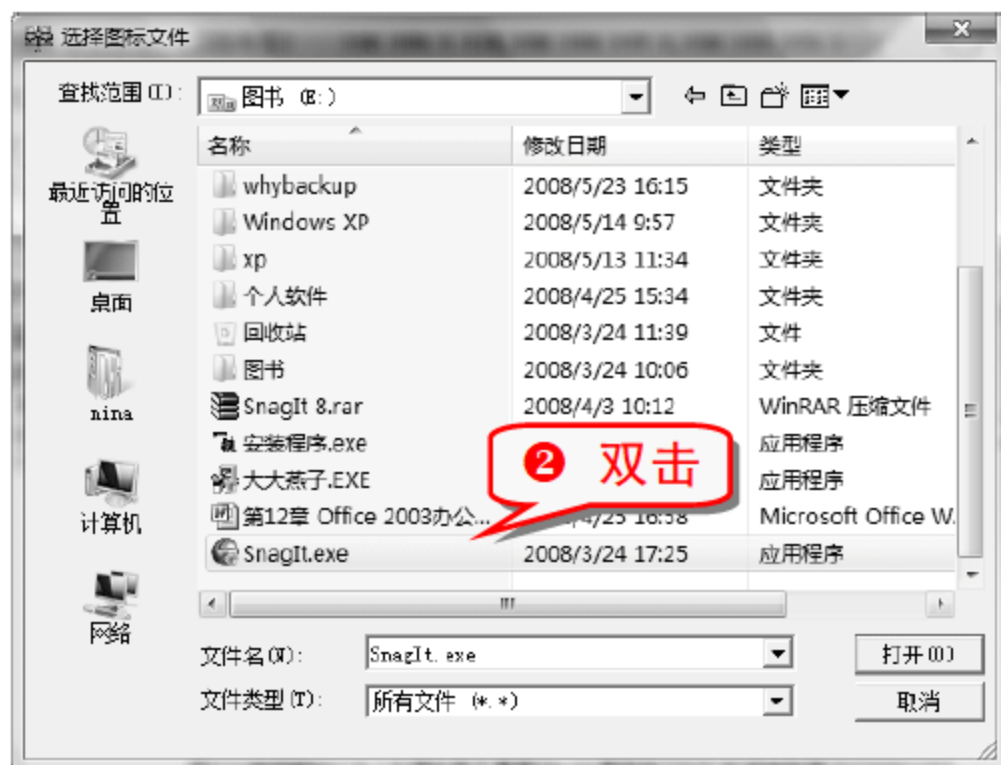 选择图标文件
查找范围(I):
图书 (E:)
名称 修改日期 类型
whybackup 2008/5/23 16:15 文件夹
Windows XP 2008/5/14 9:57 文件夹
xp 2008/5/13 11:34 文件夹
个人软件 2008/4/25 15:34 文件夹
回收站 2008/3/24 11:39 文件
图书 2008/3/24 10:06 文件夹
SnagIt 8.rar 2008/4/3 10:12 WinRAR 压缩文件
安装程序.exe 应用程序
大大燕子.EXE 应用程序
第12章 Office 2003办公... 4/25 16:58 Microsoft Office W.
SnagIt.exe 2008/3/24 17:25 应用程序
❷ 双击
最近访问的位置
桌面
nina
计算机
网络
文件名(N): SnagIt.exe 打开(O)
文件类型(T): 所有文件 (*.*) 取消